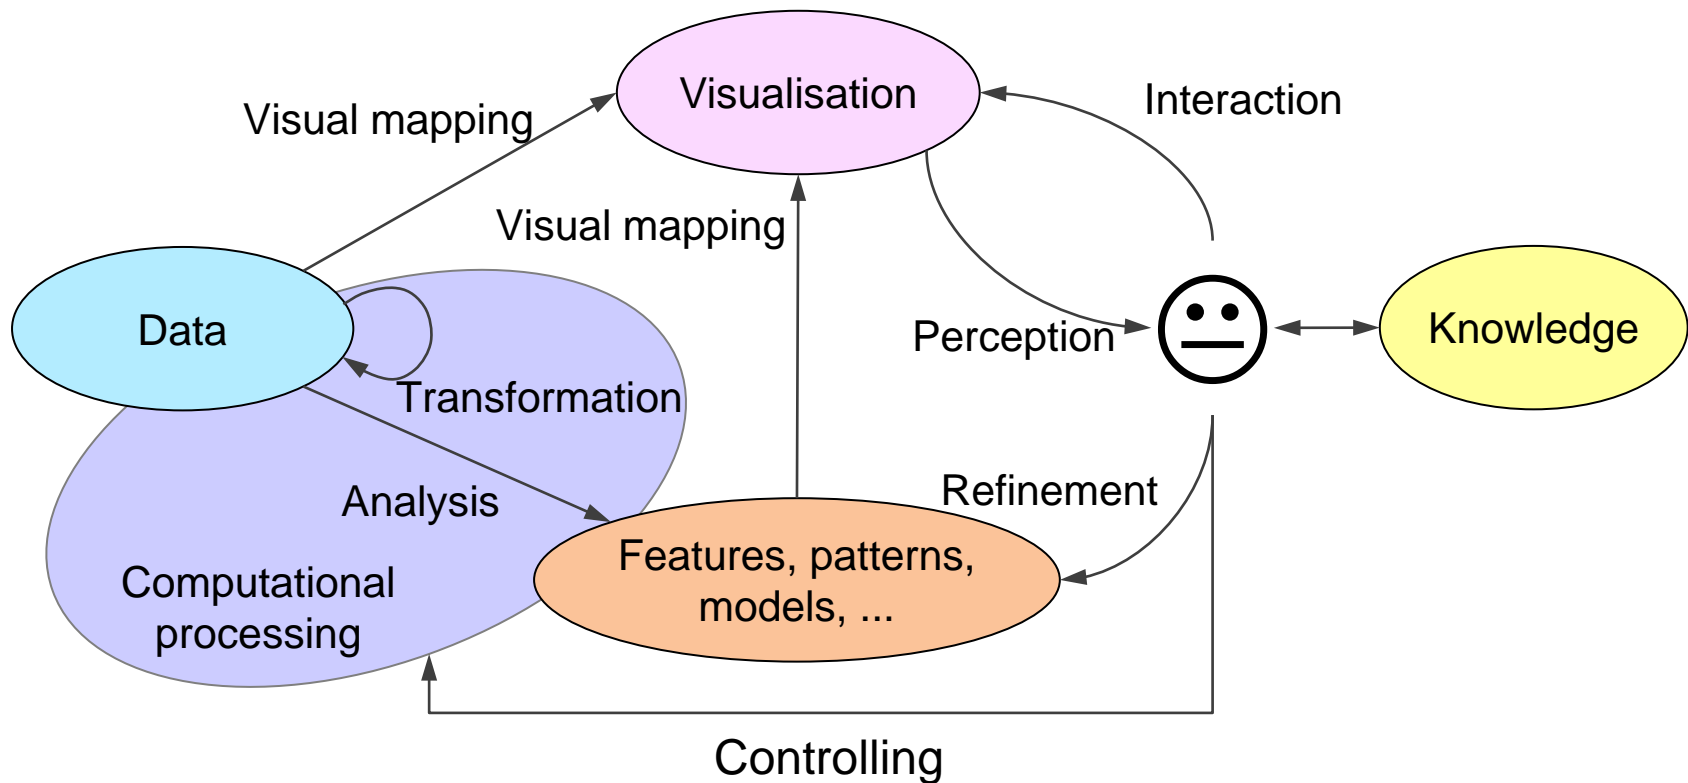 Visualisation
Interaction
Visual mapping
Visual mapping
Data
Perception
Knowledge
Transformation
Analysis
Refinement
Features, patterns,
models, ...
Computational
processing
Controlling